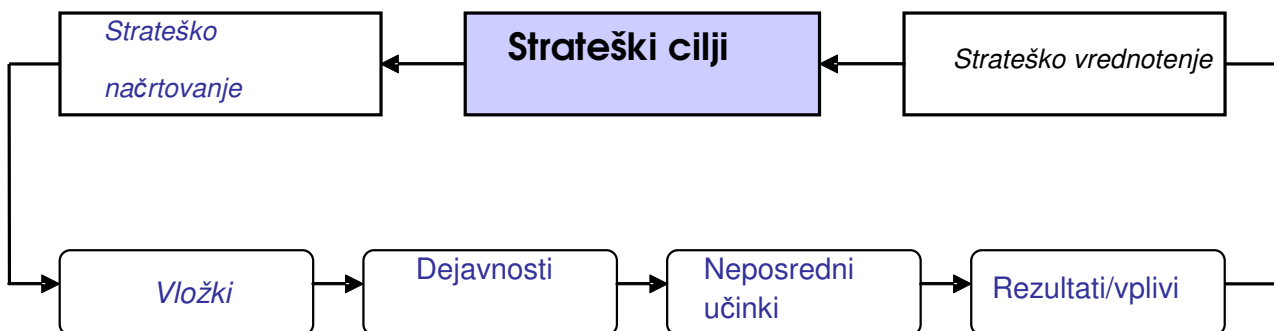 Strateško
načrtovanje
Strateški cilji
Strateško vrednotenje
Vložki
Dejavnosti
Neposredni
učinki
Rezultati/vplivi